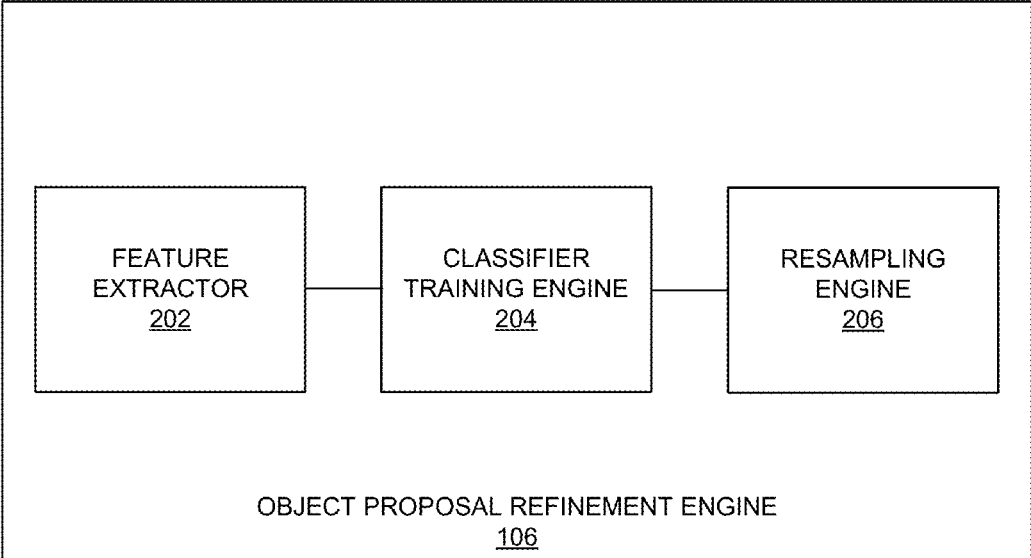 FEATURE
EXTRACTOR
202
CLASSIFIER
TRAINING ENGINE
204
RESAMPLING
ENGINE
206
OBJECT PROPOSAL REFINEMENT ENGINE
106